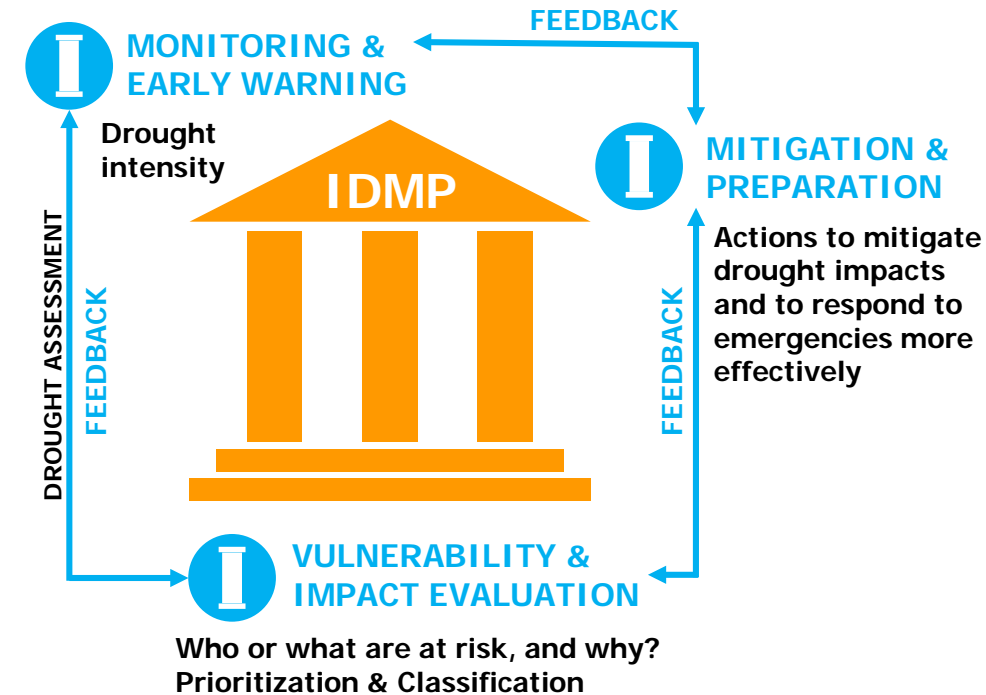 FEEDBACK
MONITORING &
EARLY WARNING
Drought
intensity
IDMP
MITIGATION &
PREPARATION
Actions to mitigate
drought impacts
and to respond to
emergencies more
effectively
DROUGHT ASSESSMENT
FEEDBACK
FEEDBACK
VULNERABILITY &
IMPACT EVALUATION
Who or what are at risk, and why?
Prioritization & Classification